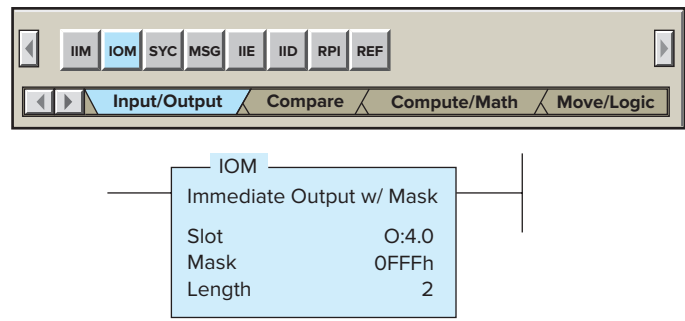 IIM IOM SYC MSG IIE IID RPI REF
Input/Output Compare Compute/Math Move/Logic
IOM
Immediate Output w/ Mask
Slot O:4.0
Mask 0FFFh
Length 2